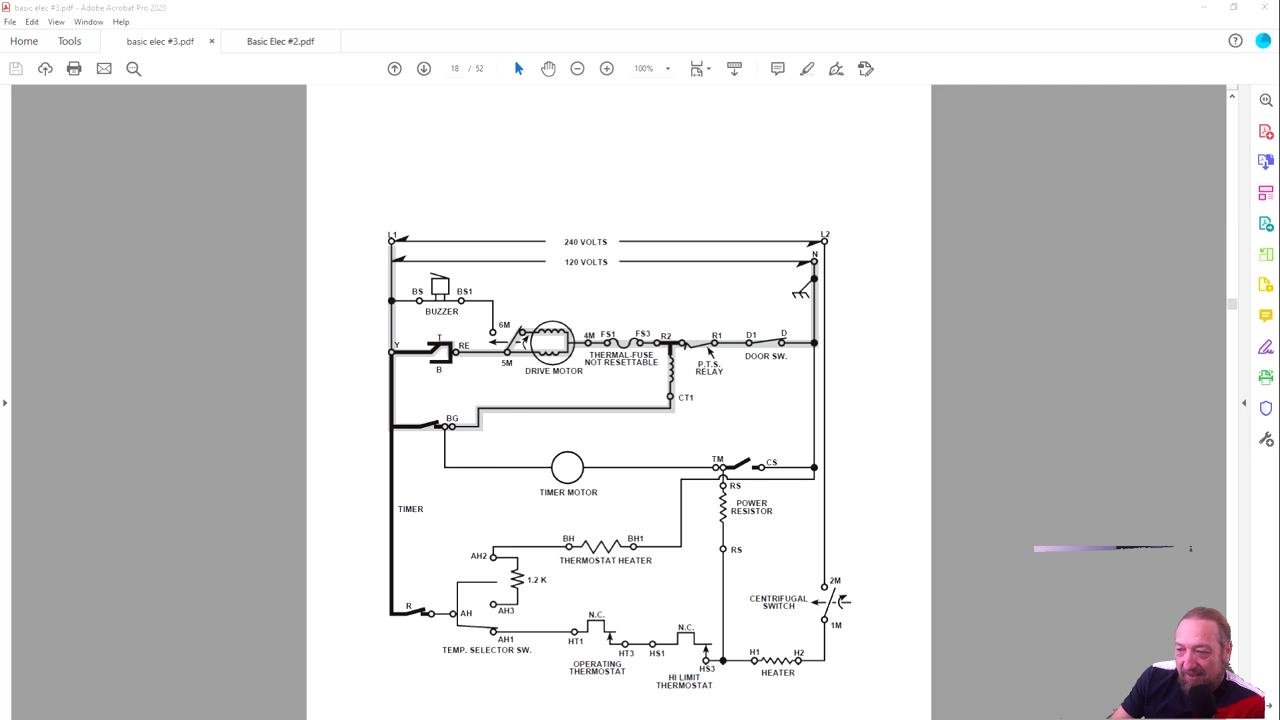 basic elec #3.pdf - Adobe Acrobat Pro 2020
File Edit View Window Help
Home Tools basic elec #3.pdf × Basic Elec #2.pdf
18 / 52 100%
L1 240 VOLTS L2
120 VOLTS N
BS BS1
BUZZER
6M
Y T RE 4M FS1 FS3 R2 R1 D1 D
5M
B
DRIVE MOTOR
THERMAL-FUSE
NOT RESETTABLE
P.T.S.
RELAY
DOOR SW.
CT1
BG
TM CS
TIMER MOTOR
RS
POWER
RESISTOR
TIMER
AH2 BH BH1 RS
THERMOSTAT HEATER
1.2 K
2M
CENTRIFUGAL
SWITCH
AH3
R AH N.C.
1M
N.C.
AH1 HT1
TEMP. SELECTOR SW.
HT3 HS1
H1 H2
OPERATING
THERMOSTAT
HS3
HEATER
HI LIMIT
THERMOSTAT